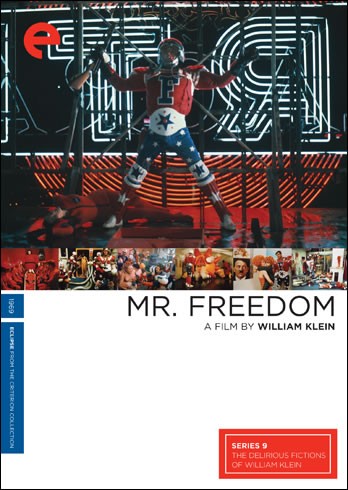 e
F
MR. FREEDOM
A FILM BY WILLIAM KLEIN
1969
ECLIPSE FROM THE CRITERION COLLECTION
SERIES 9
THE DELIRIOUS FICTIONS
OF WILLIAM KLEIN